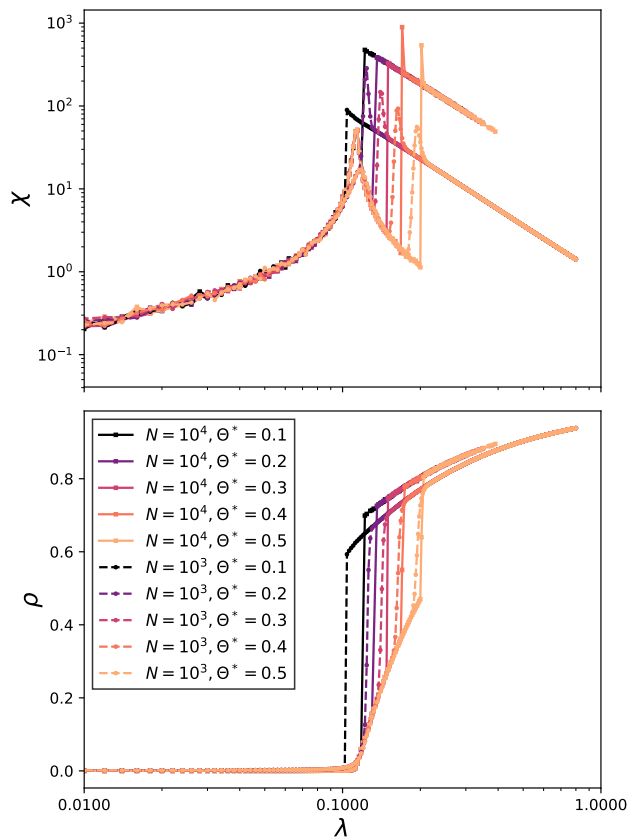 10³
10²
10¹
10⁰
10⁻¹
χ
0.8
0.6
0.4
0.2
0.0
ρ
N = 10⁴, Θ* = 0.1
N = 10⁴, Θ* = 0.2
N = 10⁴, Θ* = 0.3
N = 10⁴, Θ* = 0.4
N = 10⁴, Θ* = 0.5
N = 10³, Θ* = 0.1
N = 10³, Θ* = 0.2
N = 10³, Θ* = 0.3
N = 10³, Θ* = 0.4
N = 10³, Θ* = 0.5
0.0100 0.1000 1.0000
λ